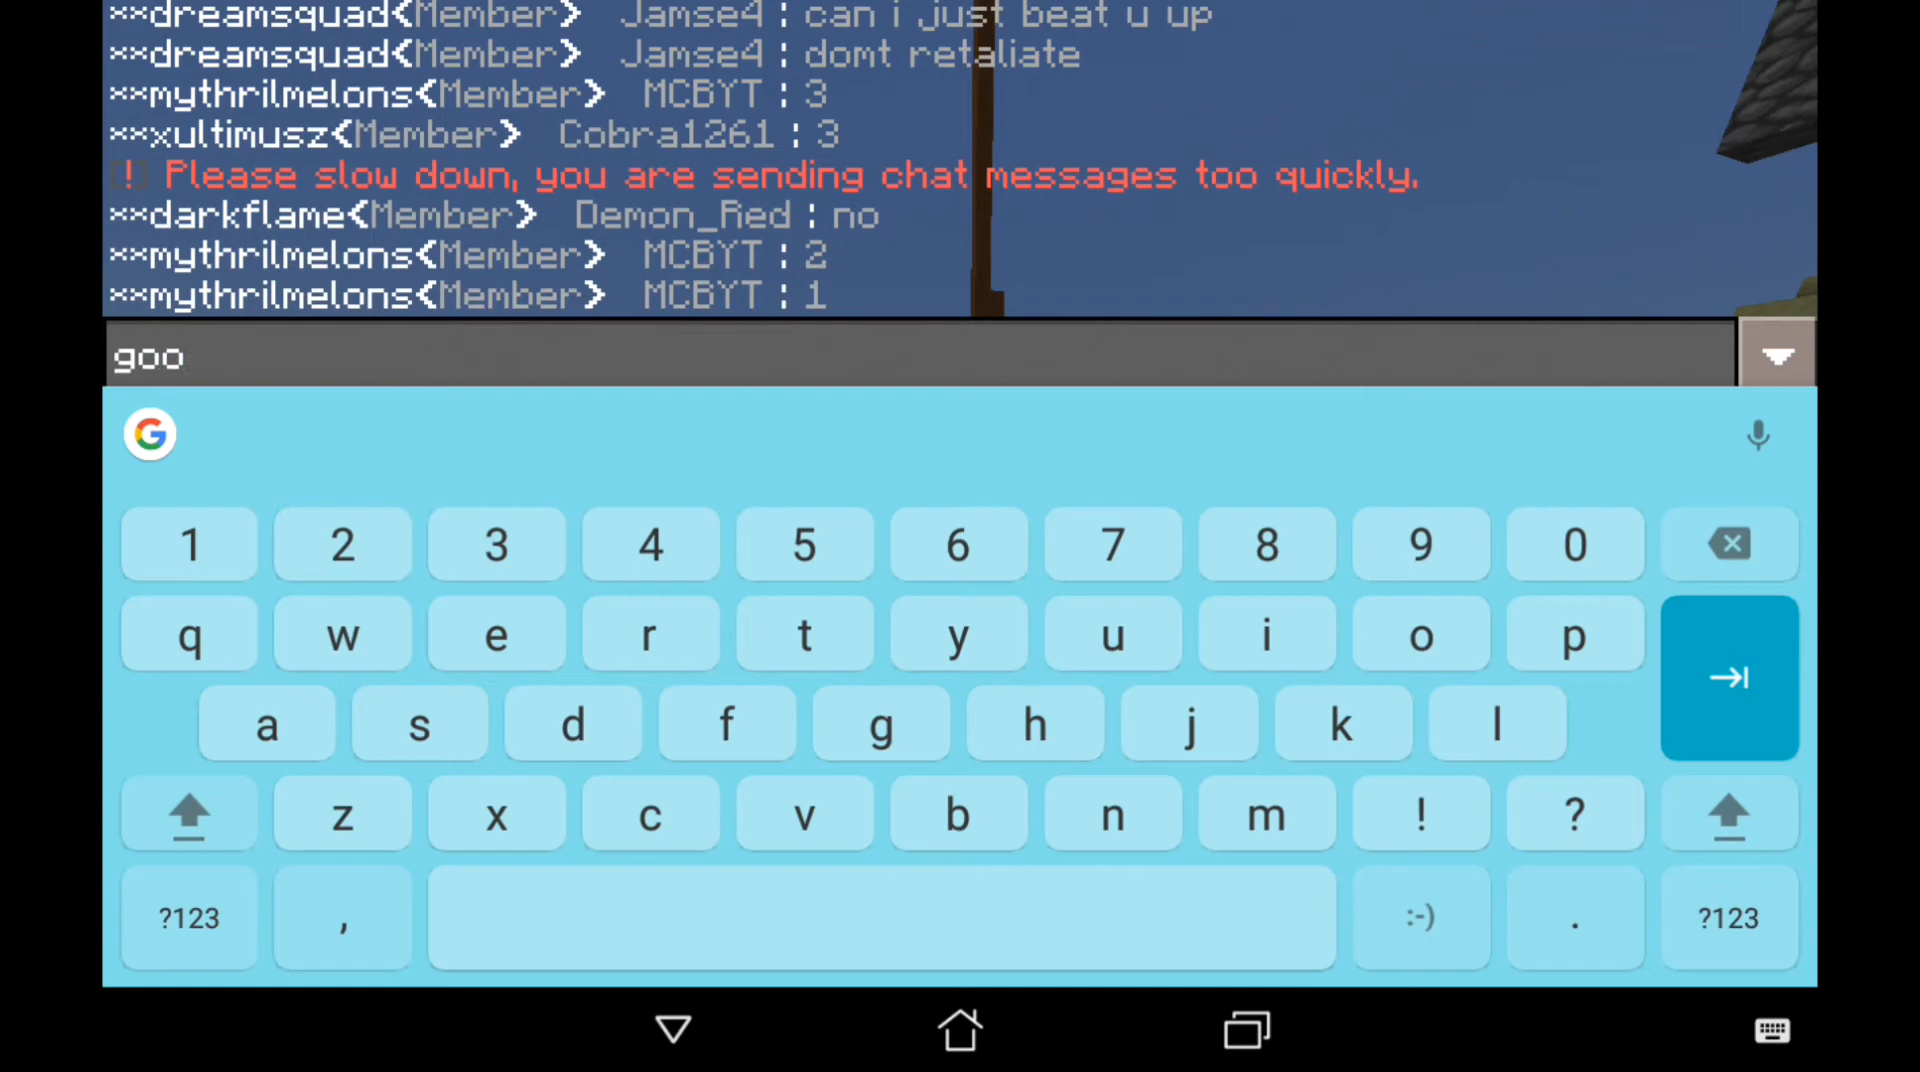 ××dreamsquad<Member> Jamse4 : can i just beat u up
××dreamsquad<Member> Jamse4 : domt retaliate
××mythrilmelons<Member> MCBYT : 3
××xultimusz<Member> Cobra1261 : 3
[!] Please slow down, you are sending chat messages too quickly.
××darkflame<Member> Demon_Red : no
××mythrilmelons<Member> MCBYT : 2
××mythrilmelons<Member> MCBYT : 1
goo
G
1 2 3 4 5 6 7 8 9 0
q w e r t y u i o p
a s d f g h j k l
z x c v b n m ! ?
?123 , :-) . ?123